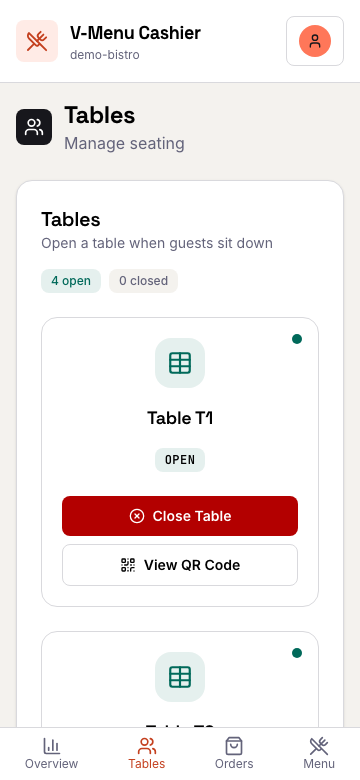 V-Menu Cashier
demo-bistro
Tables
Manage seating
Tables
Open a table when guests sit down
4 open
0 closed
Table T1
OPEN
Close Table
View QR Code
Overview
Tables
Orders
Menu